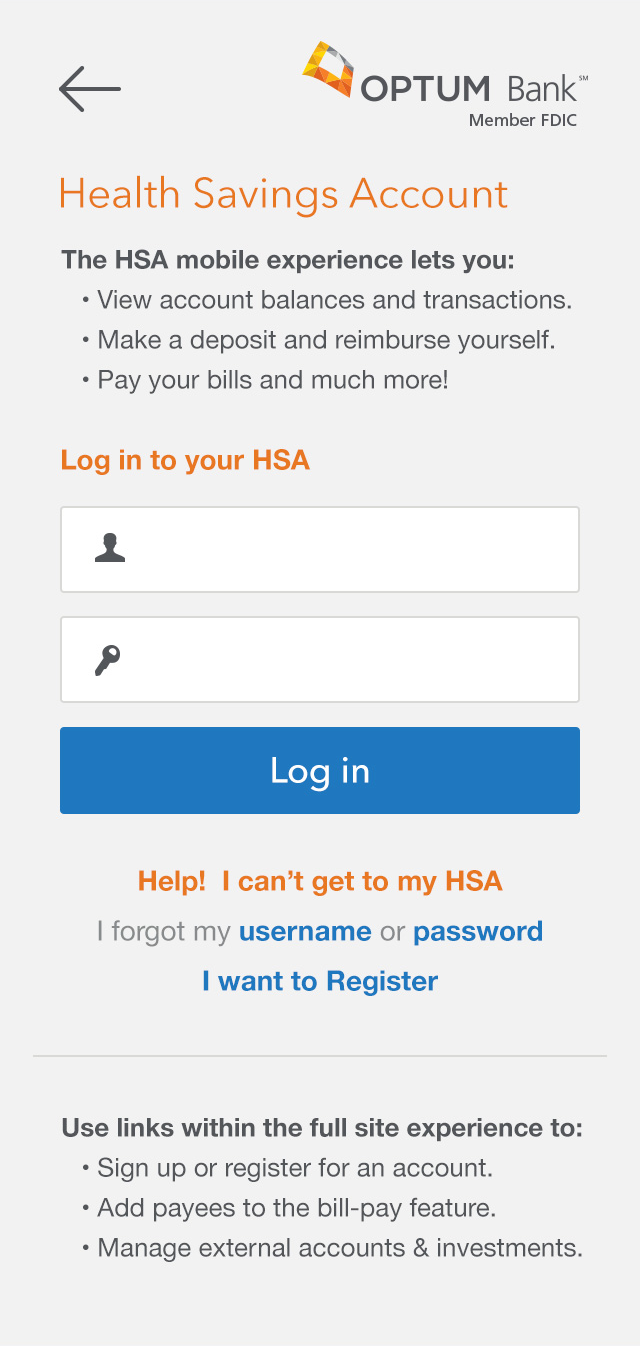 OPTUM Bank℠
Member FDIC
Health Savings Account
The HSA mobile experience lets you:
• View account balances and transactions.
• Make a deposit and reimburse yourself.
• Pay your bills and much more!
Log in to your HSA
Log in
Help! I can’t get to my HSA
I forgot my username or password
I want to Register
Use links within the full site experience to:
• Sign up or register for an account.
• Add payees to the bill-pay feature.
• Manage external accounts & investments.